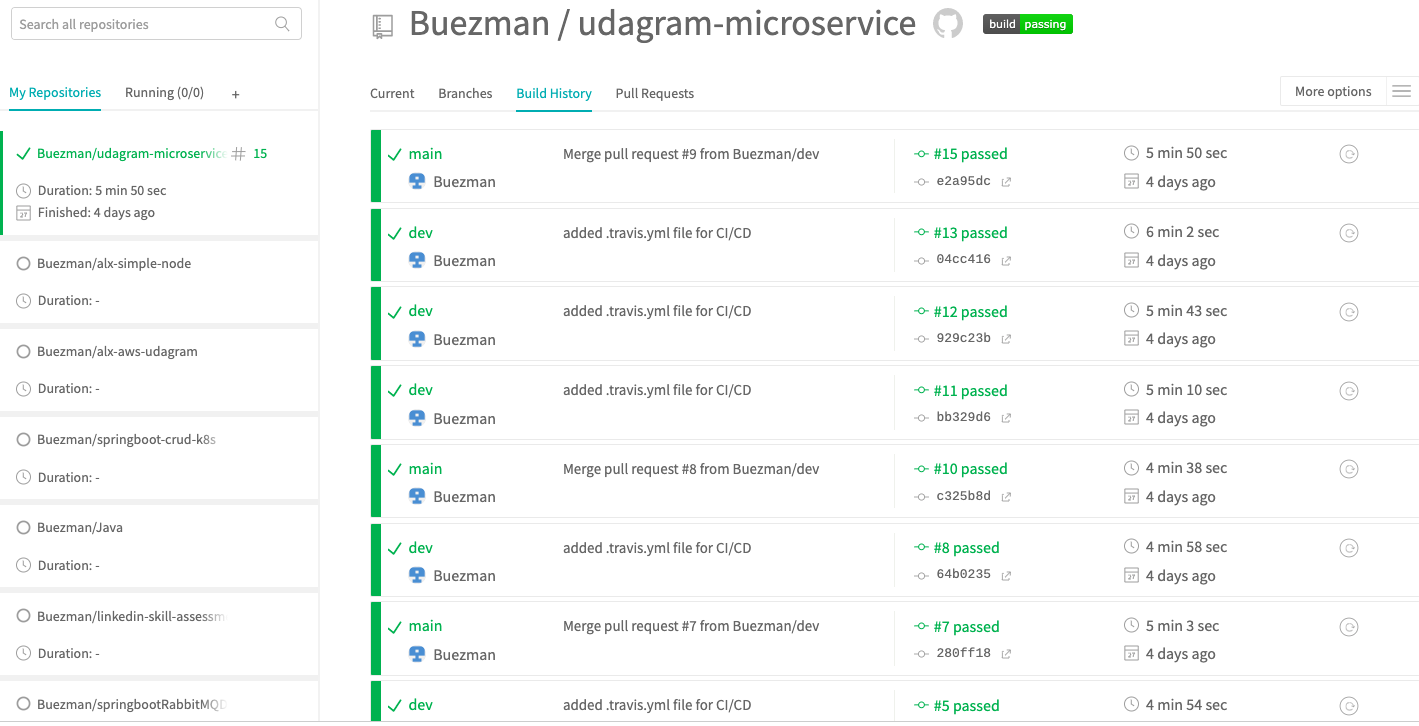 Search all repositories
My Repositories Running (0/0) +
Buezman/udagram-microservice # 15
Duration: 5 min 50 sec
Finished: 4 days ago
Buezman/alx-simple-node
Duration: -
Buezman/alx-aws-udagram
Duration: -
Buezman/springboot-crud-k8s
Duration: -
Buezman/Java
Duration: -
Buezman/linkedin-skill-assessm
Duration: -
Buezman/springbootRabbitMQD
Buezman / udagram-microservice build passing
Current Branches Build History Pull Requests More options
main Merge pull request #9 from Buezman/dev #15 passed 5 min 50 sec
Buezman e2a95dc 4 days ago
dev added .travis.yml file for CI/CD #13 passed 6 min 2 sec
Buezman 04cc416 4 days ago
dev added .travis.yml file for CI/CD #12 passed 5 min 43 sec
Buezman 929c23b 4 days ago
dev added .travis.yml file for CI/CD #11 passed 5 min 10 sec
Buezman bb329d6 4 days ago
main Merge pull request #8 from Buezman/dev #10 passed 4 min 38 sec
Buezman c325b8d 4 days ago
dev added .travis.yml file for CI/CD #8 passed 4 min 58 sec
Buezman 64b0235 4 days ago
main Merge pull request #7 from Buezman/dev #7 passed 5 min 3 sec
Buezman 280ff18 4 days ago
dev added .travis.yml file for CI/CD #5 passed 4 min 54 sec